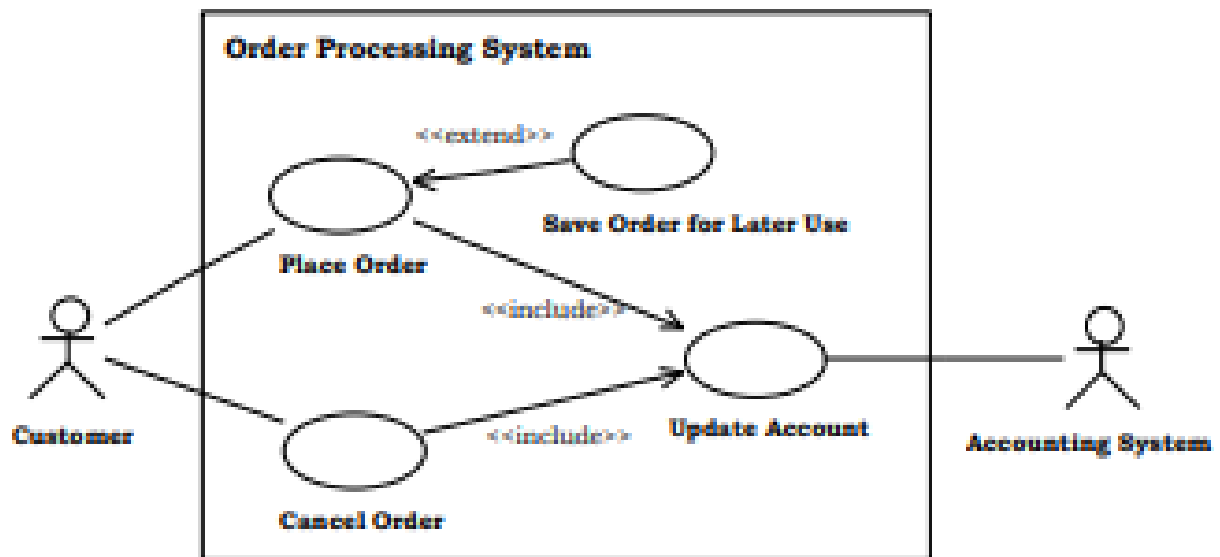 Order Processing System
<<extend>>
Save Order for Later Use
Place Order
<<include>>
Update Account
<<include>>
Customer
Accounting System
Cancel Order